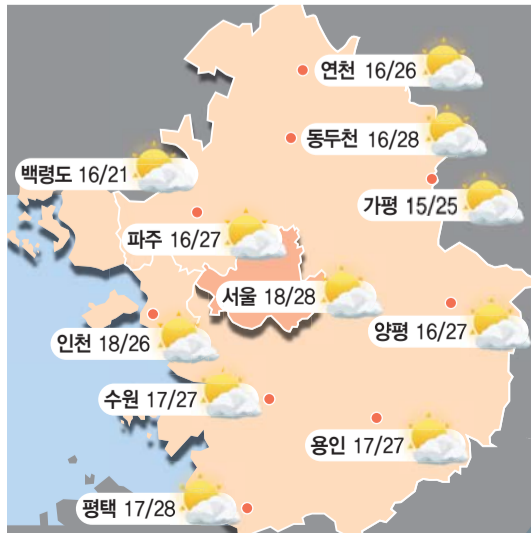 연천 16/26
동두천 16/28
백령도 16/21
가평 15/25
파주 16/27
서울 18/28
양평 16/27
인천 18/26
수원 17/27
용인 17/27
평택 17/28